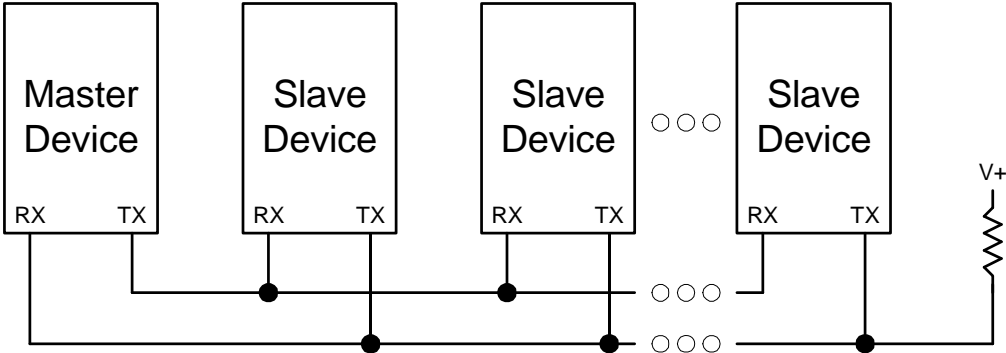 Master
Device
Slave
Device
Slave
Device
Slave
Device
V+
RX TX
RX TX
RX TX
RX TX